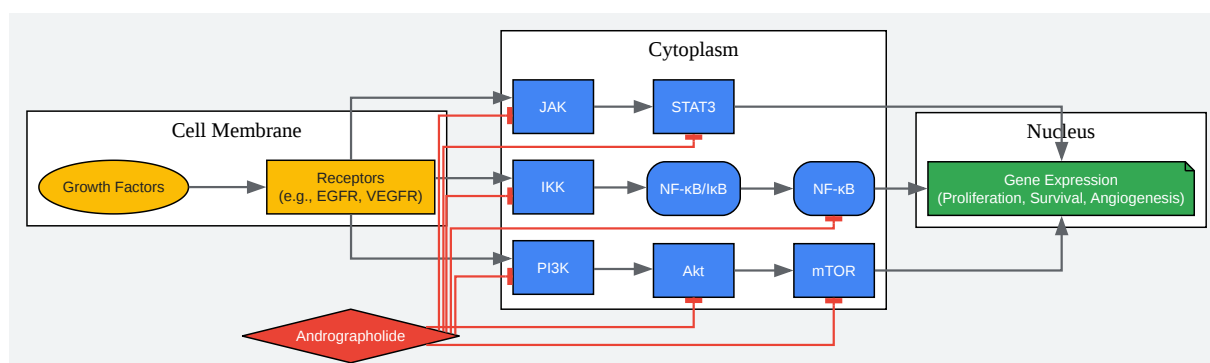 Cytoplasm
Cell Membrane
Nucleus
JAK
STAT3
Growth Factors
Receptors
(e.g., EGFR, VEGFR)
IKK
NF-κB/IκB
NF-κB
Gene Expression
(Proliferation, Survival, Angiogenesis)
PI3K
Akt
mTOR
Andrographolide